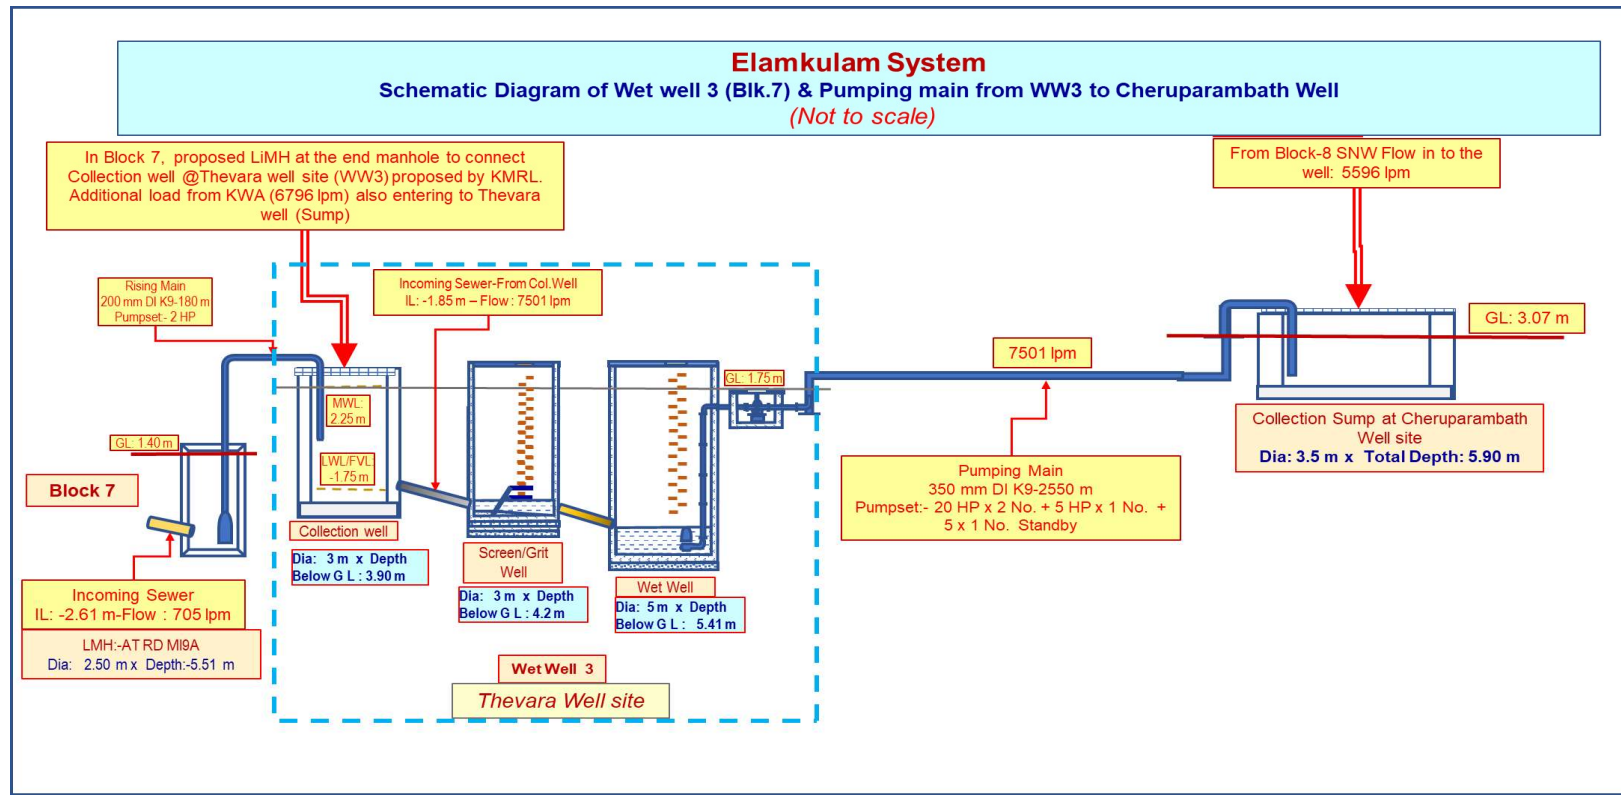 Elamkulam System
Schematic Diagram of Wet well 3 (Blk.7) & Pumping main from WW3 to Cheruparambath Well
(Not to scale)
In Block 7, proposed LiMH at the end manhole to connect
Collection well @Thevara well site (WW3) proposed by KMRL.
Additional load from KWA (6796 lpm) also entering to Thevara
well (Sump)
From Block-8 SNW Flow in to the
well: 5596 lpm
Rising Main
200 mm DI K9-180 m
Pumpset:- 2 HP
Incoming Sewer-From Col.Well
IL: -1.85 m – Flow : 7501 lpm
GL: 3.07 m
7501 lpm
GL: 1.75 m
MWL:
2.25 m
GL: 1.40 m
LWL/FVL:
-1.75 m
Block 7
Collection well
Dia: 3 m x Depth
Below G L : 3.90 m
Screen/Grit
Well
Dia: 3 m x Depth
Below G L : 4.2 m
Wet Well
Dia: 5 m x Depth
Below G L : 5.41 m
Pumping Main
350 mm DI K9-2550 m
Pumpset:- 20 HP x 2 No. + 5 HP x 1 No. +
5 x 1 No. Standby
Collection Sump at Cheruparambath
Well site
Dia: 3.5 m x Total Depth: 5.90 m
Incoming Sewer
IL: -2.61 m-Flow : 705 lpm
LMH:-AT RD MI9A
Dia: 2.50 m x Depth:-5.51 m
Wet Well 3
Thevara Well site